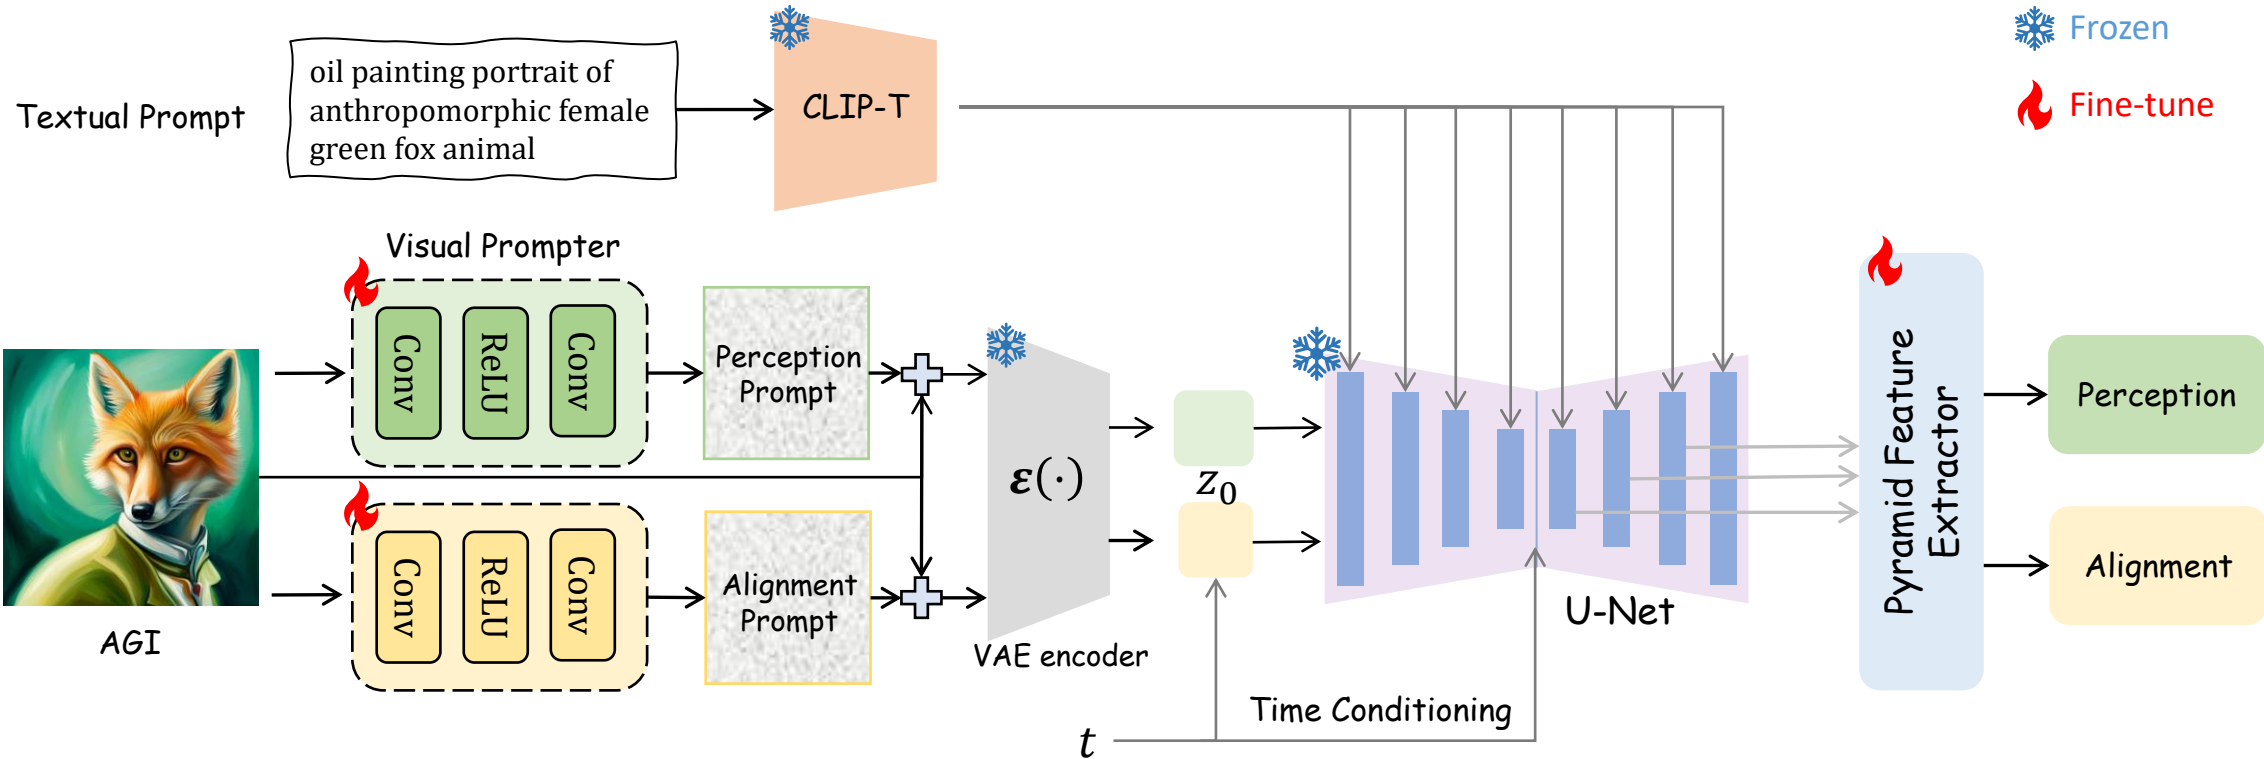 Frozen
Fine-tune
Textual Prompt
oil painting portrait of
anthropomorphic female
green fox animal
CLIP-T
Visual Prompter
Conv
ReLU
Conv
Perception
Prompt
Conv
ReLU
Conv
Alignment
Prompt
AGI
ε(·)
VAE encoder
z₀
U-Net
Time Conditioning
t
Pyramid Feature
Extractor
Perception
Alignment